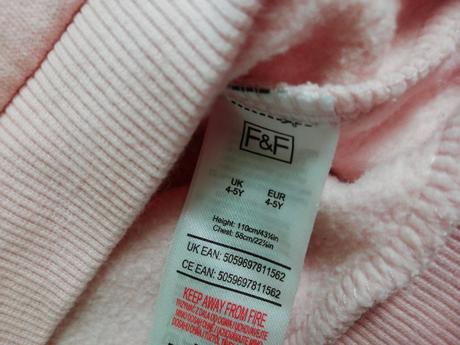 F&F
UK EUR
4-5Y 4-5Y
Height: 110cm/43¼in
Chest: 58cm/22¾in
UK EAN: 5059697811562
CE EAN: 5059697811562
KEEP AWAY FROM FIRE